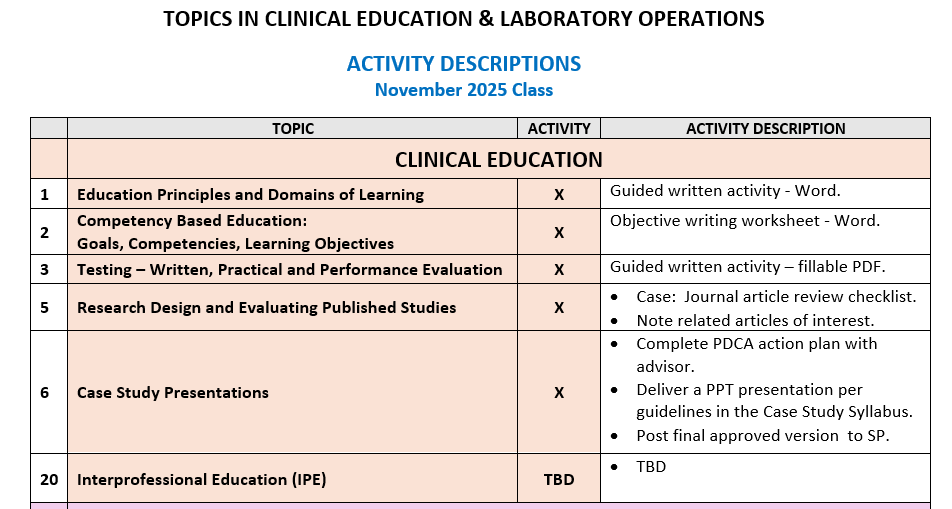 TOPICS IN CLINICAL EDUCATION & LABORATORY OPERATIONS
ACTIVITY DESCRIPTIONS
November 2025 Class
TOPIC ACTIVITY ACTIVITY DESCRIPTION
CLINICAL EDUCATION
1 Education Principles and Domains of Learning X Guided written activity - Word.
2 Competency Based Education:
Goals, Competencies, Learning Objectives X Objective writing worksheet - Word.
3 Testing – Written, Practical and Performance Evaluation X Guided written activity – fillable PDF.
5 Research Design and Evaluating Published Studies X
• Case: Journal article review checklist.
• Note related articles of interest.
6 Case Study Presentations X
• Complete PDCA action plan with
advisor.
• Deliver a PPT presentation per
guidelines in the Case Study Syllabus.
• Post final approved version to SP.
20 Interprofessional Education (IPE) TBD
• TBD